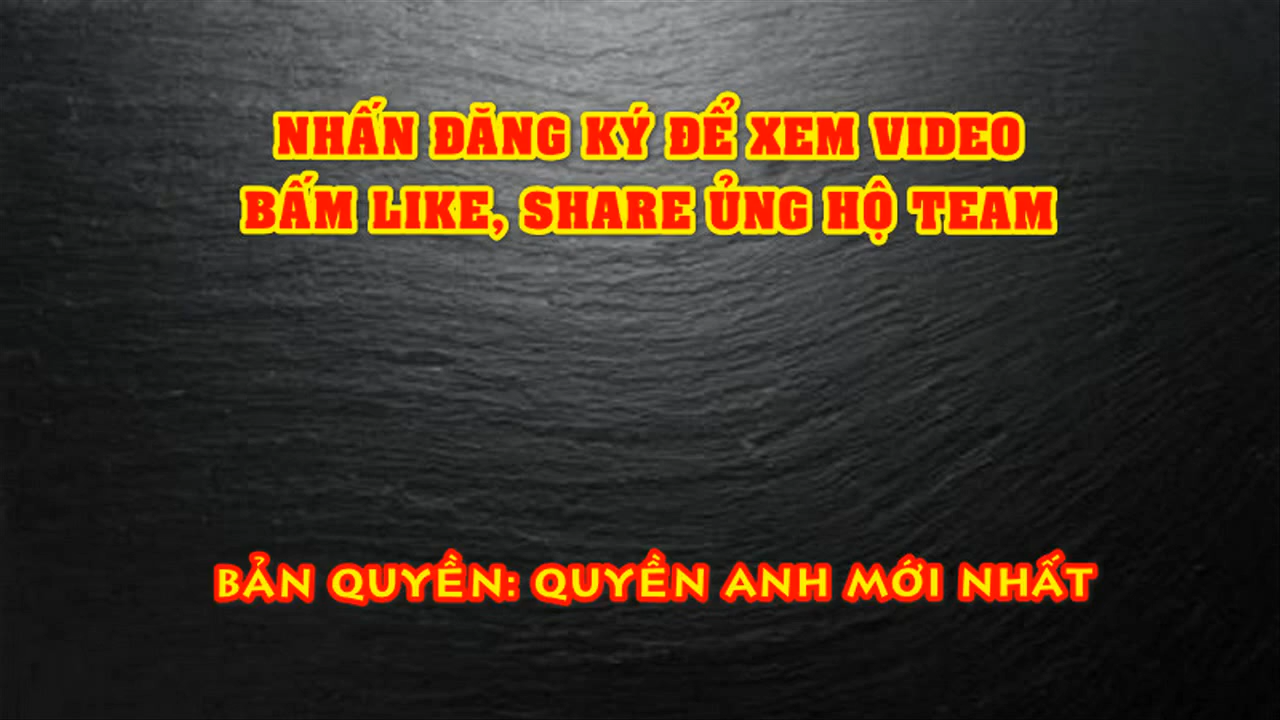 NHẤN ĐĂNG KÝ ĐỂ XEM VIDEO
BẤM LIKE, SHARE ỦNG HỘ TEAM
BẢN QUYỀN: QUYỀN ANH MỚI NHẤT